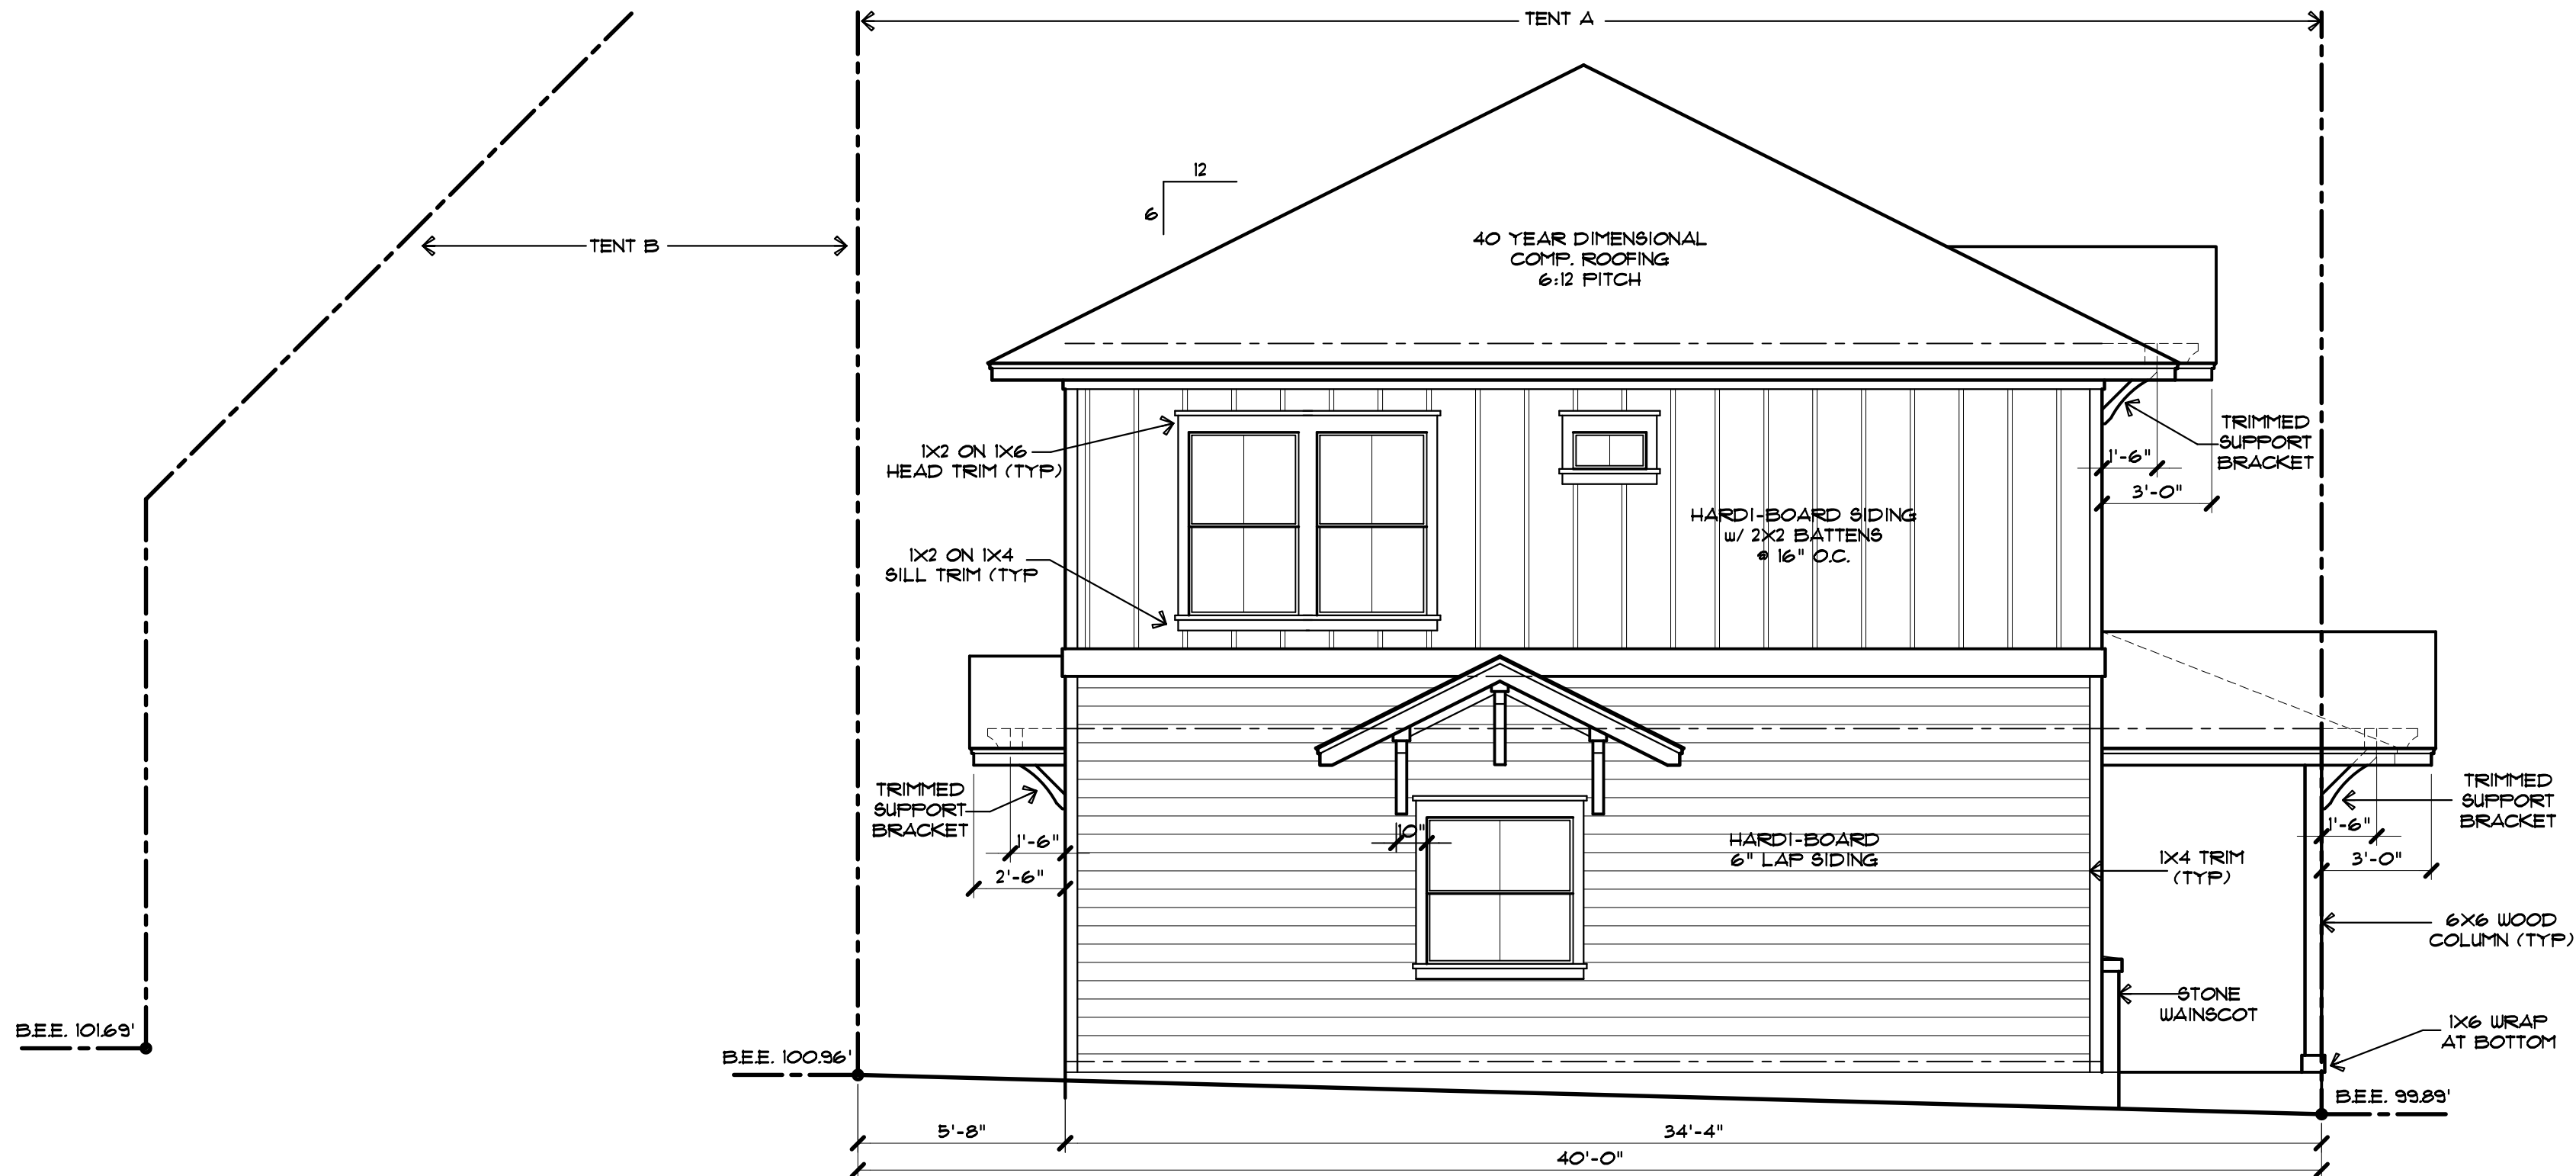 TENT A
12
6
TENT B
40 YEAR DIMENSIONAL
COMP. ROOFING
6:12 PITCH
1X2 ON 1X6
HEAD TRIM (TYP)
TRIMMED
SUPPORT
BRACKET
1'-6"
3'-0"
HARDI-BOARD SIDING
w/ 2X2 BATTENS
@ 16" O.C.
1X2 ON 1X4
SILL TRIM (TYP
TRIMMED
SUPPORT
BRACKET
1'-6"
2'-6"
10"
HARDI-BOARD
6" LAP SIDING
1X4 TRIM
(TYP)
TRIMMED
SUPPORT
BRACKET
1'-6"
3'-0"
6X6 WOOD
COLUMN (TYP)
STONE
WAINSCOT
1X6 WRAP
AT BOTTOM
B.E.E. 101.69'
B.E.E. 100.96'
B.E.E. 99.89'
5'-8"
34'-4"
40'-0"